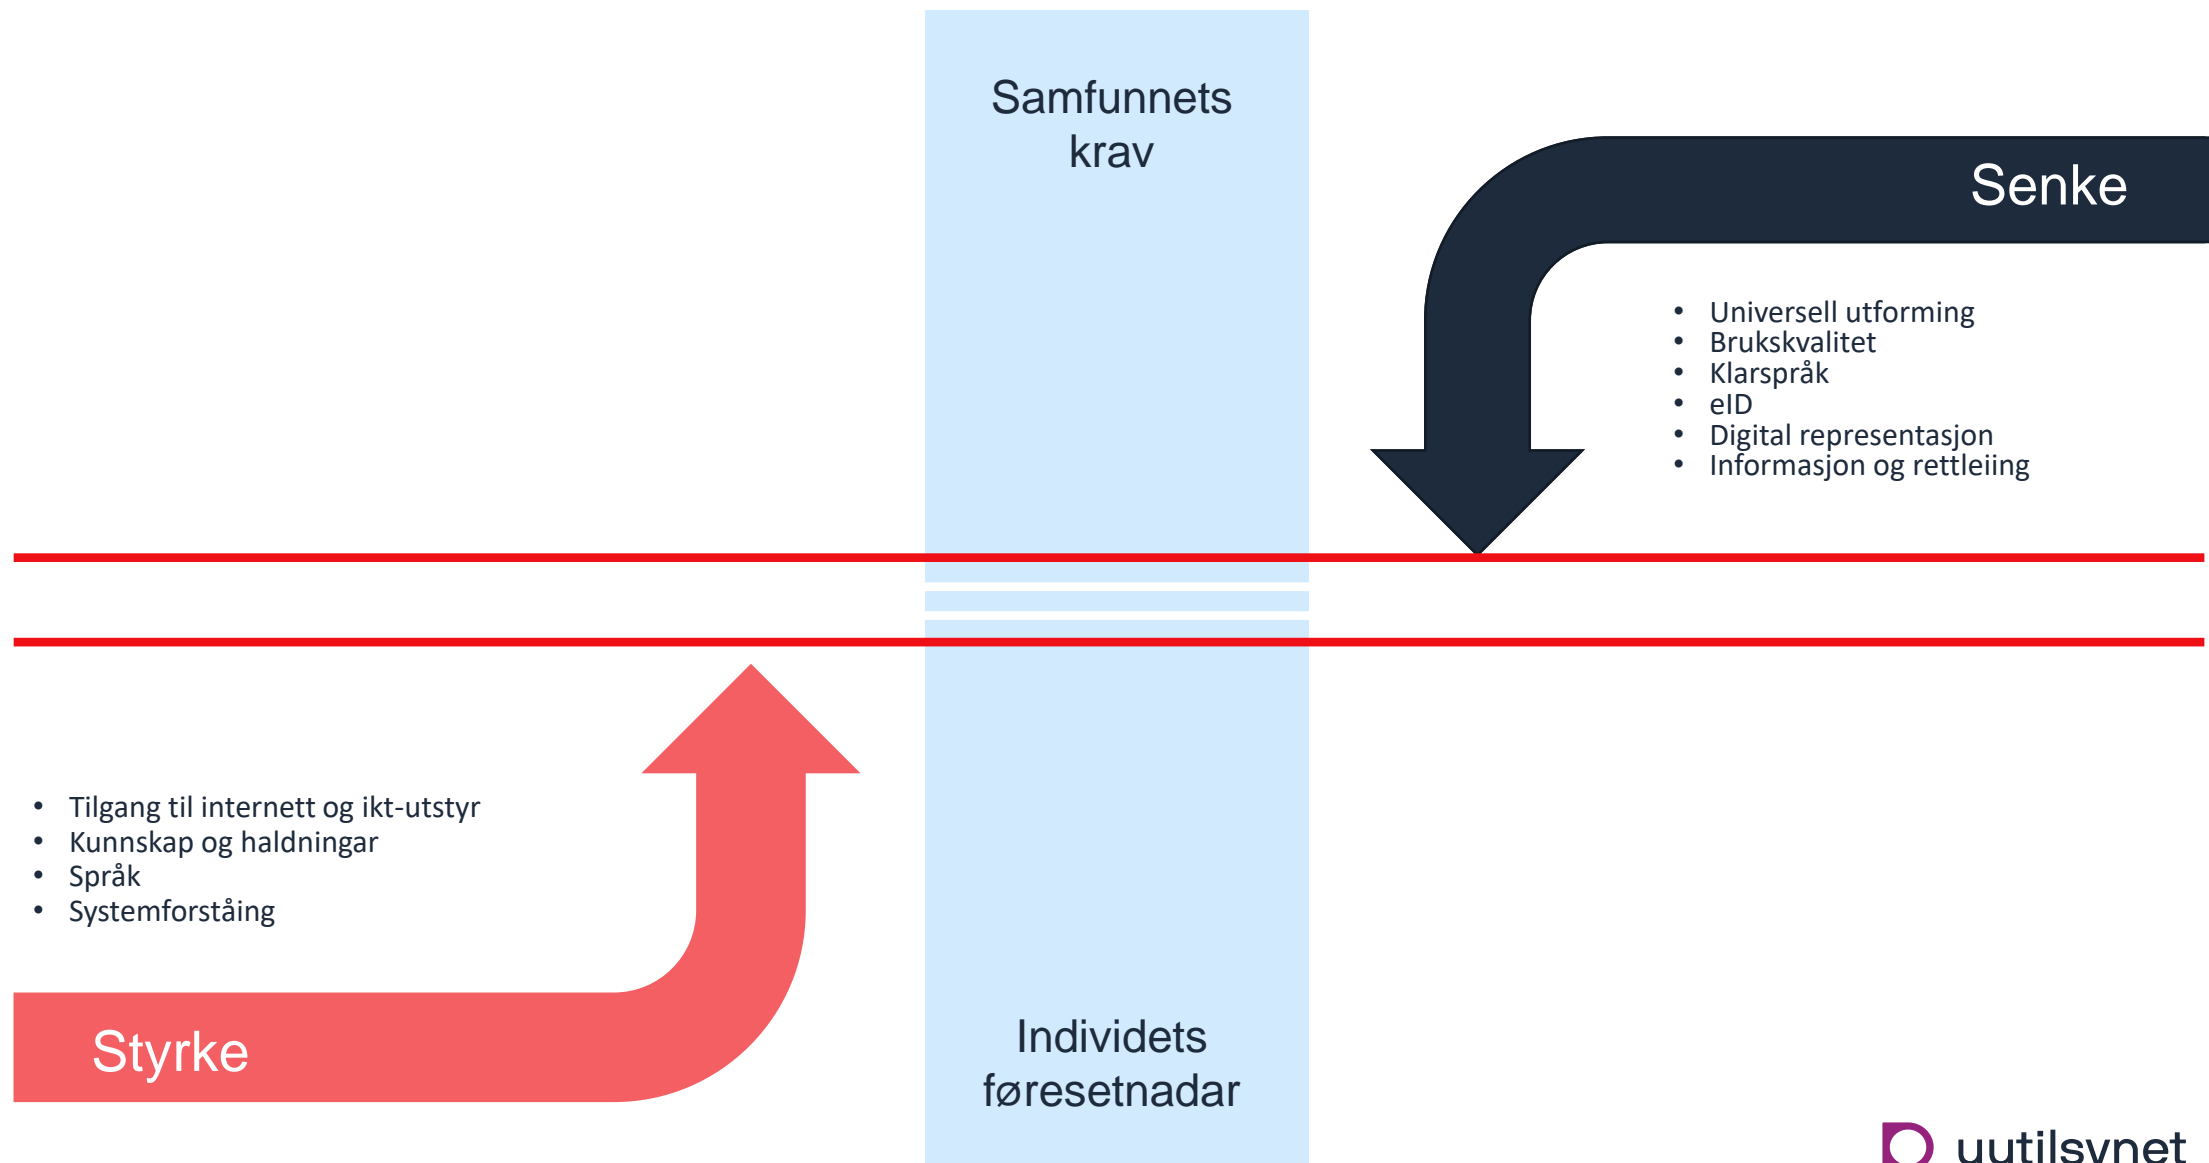 Samfunnets
krav
Senke
• Universell utforming
• Brukskvalitet
• Klarspråk
• eID
• Digital representasjon
• Informasjon og rettleiing
• Tilgang til internett og ikt-utstyr
• Kunnskap og haldningar
• Språk
• Systemforståing
Styrke
Individets
føresetnadar
uutilsynet